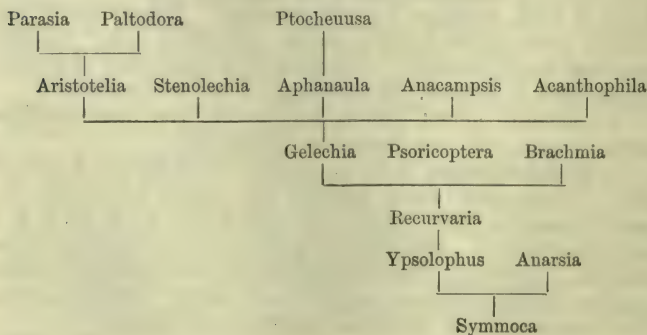 Parasia Paltodora Ptocheuusa
Aristotelia Stenolechia Aphanaula Anacampsis Acanthophila
Gelechia Psoricoptera Brachmia
Recurvaria
Ypsolophus Anarsia
Symmoca